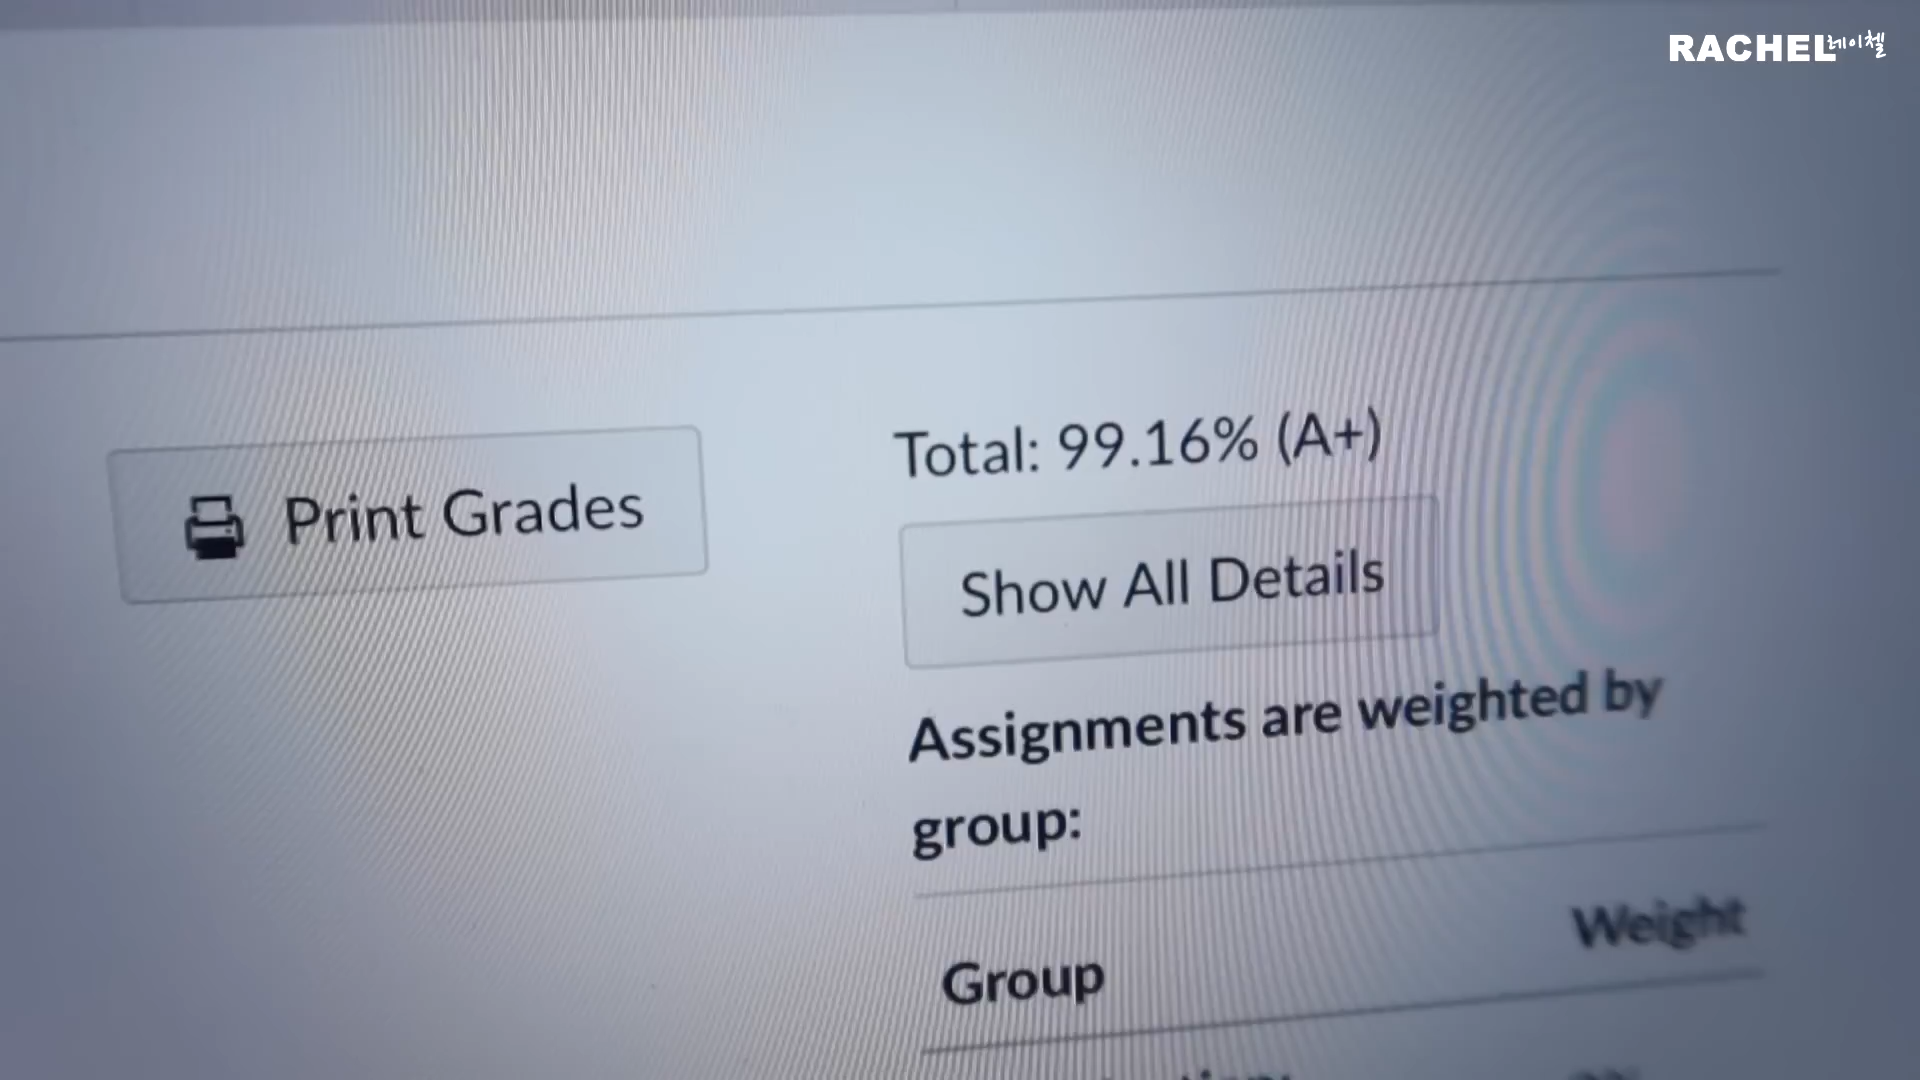 RACHEL레이첼
Print Grades
Total: 99.16% (A+)
Show All Details
Assignments are weighted by
group:
Group
Weight